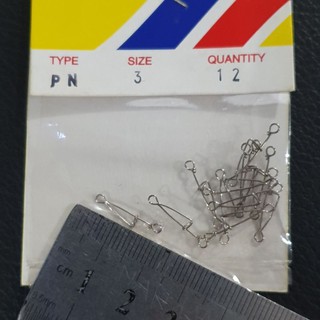 TYPE SIZE QUANTITY
PN 3 12
cm 1 2 3